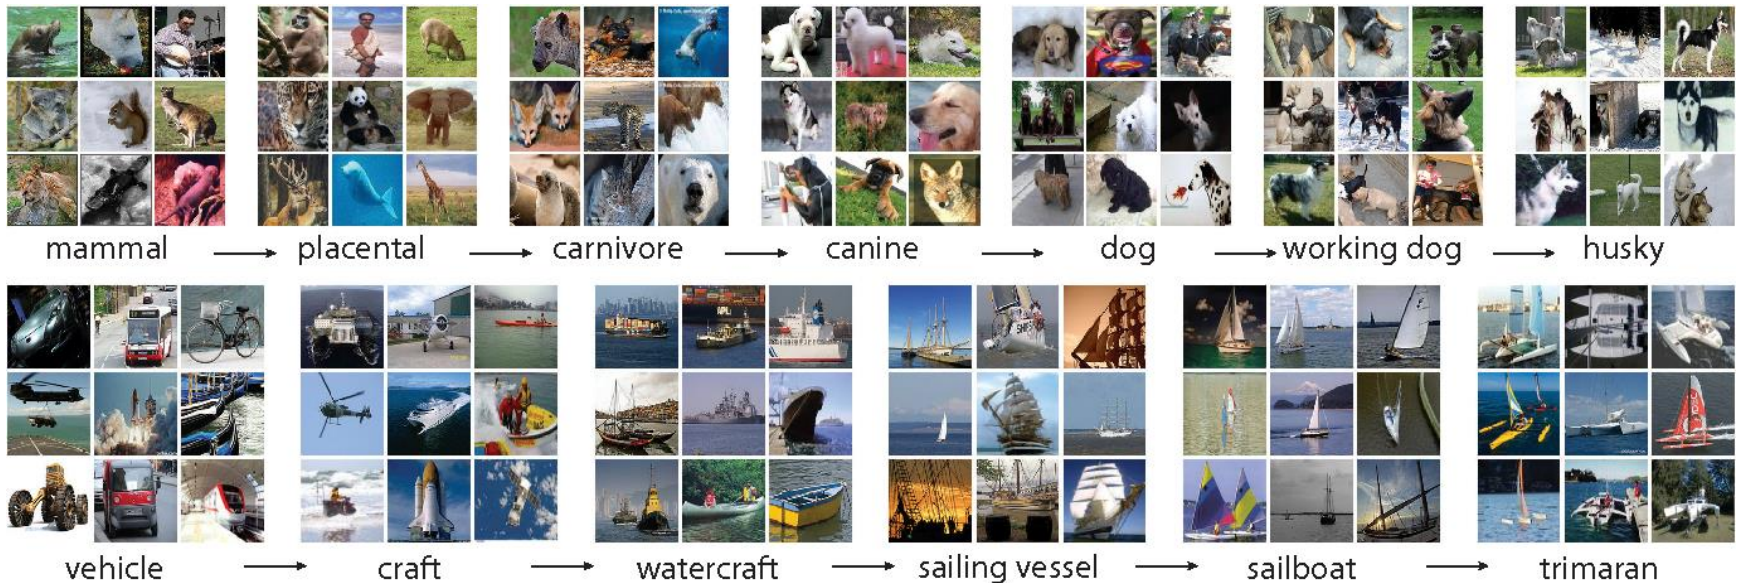 mammal → placental → carnivore → canine → dog → working dog → husky
vehicle → craft → watercraft → sailing vessel → sailboat → trimaran